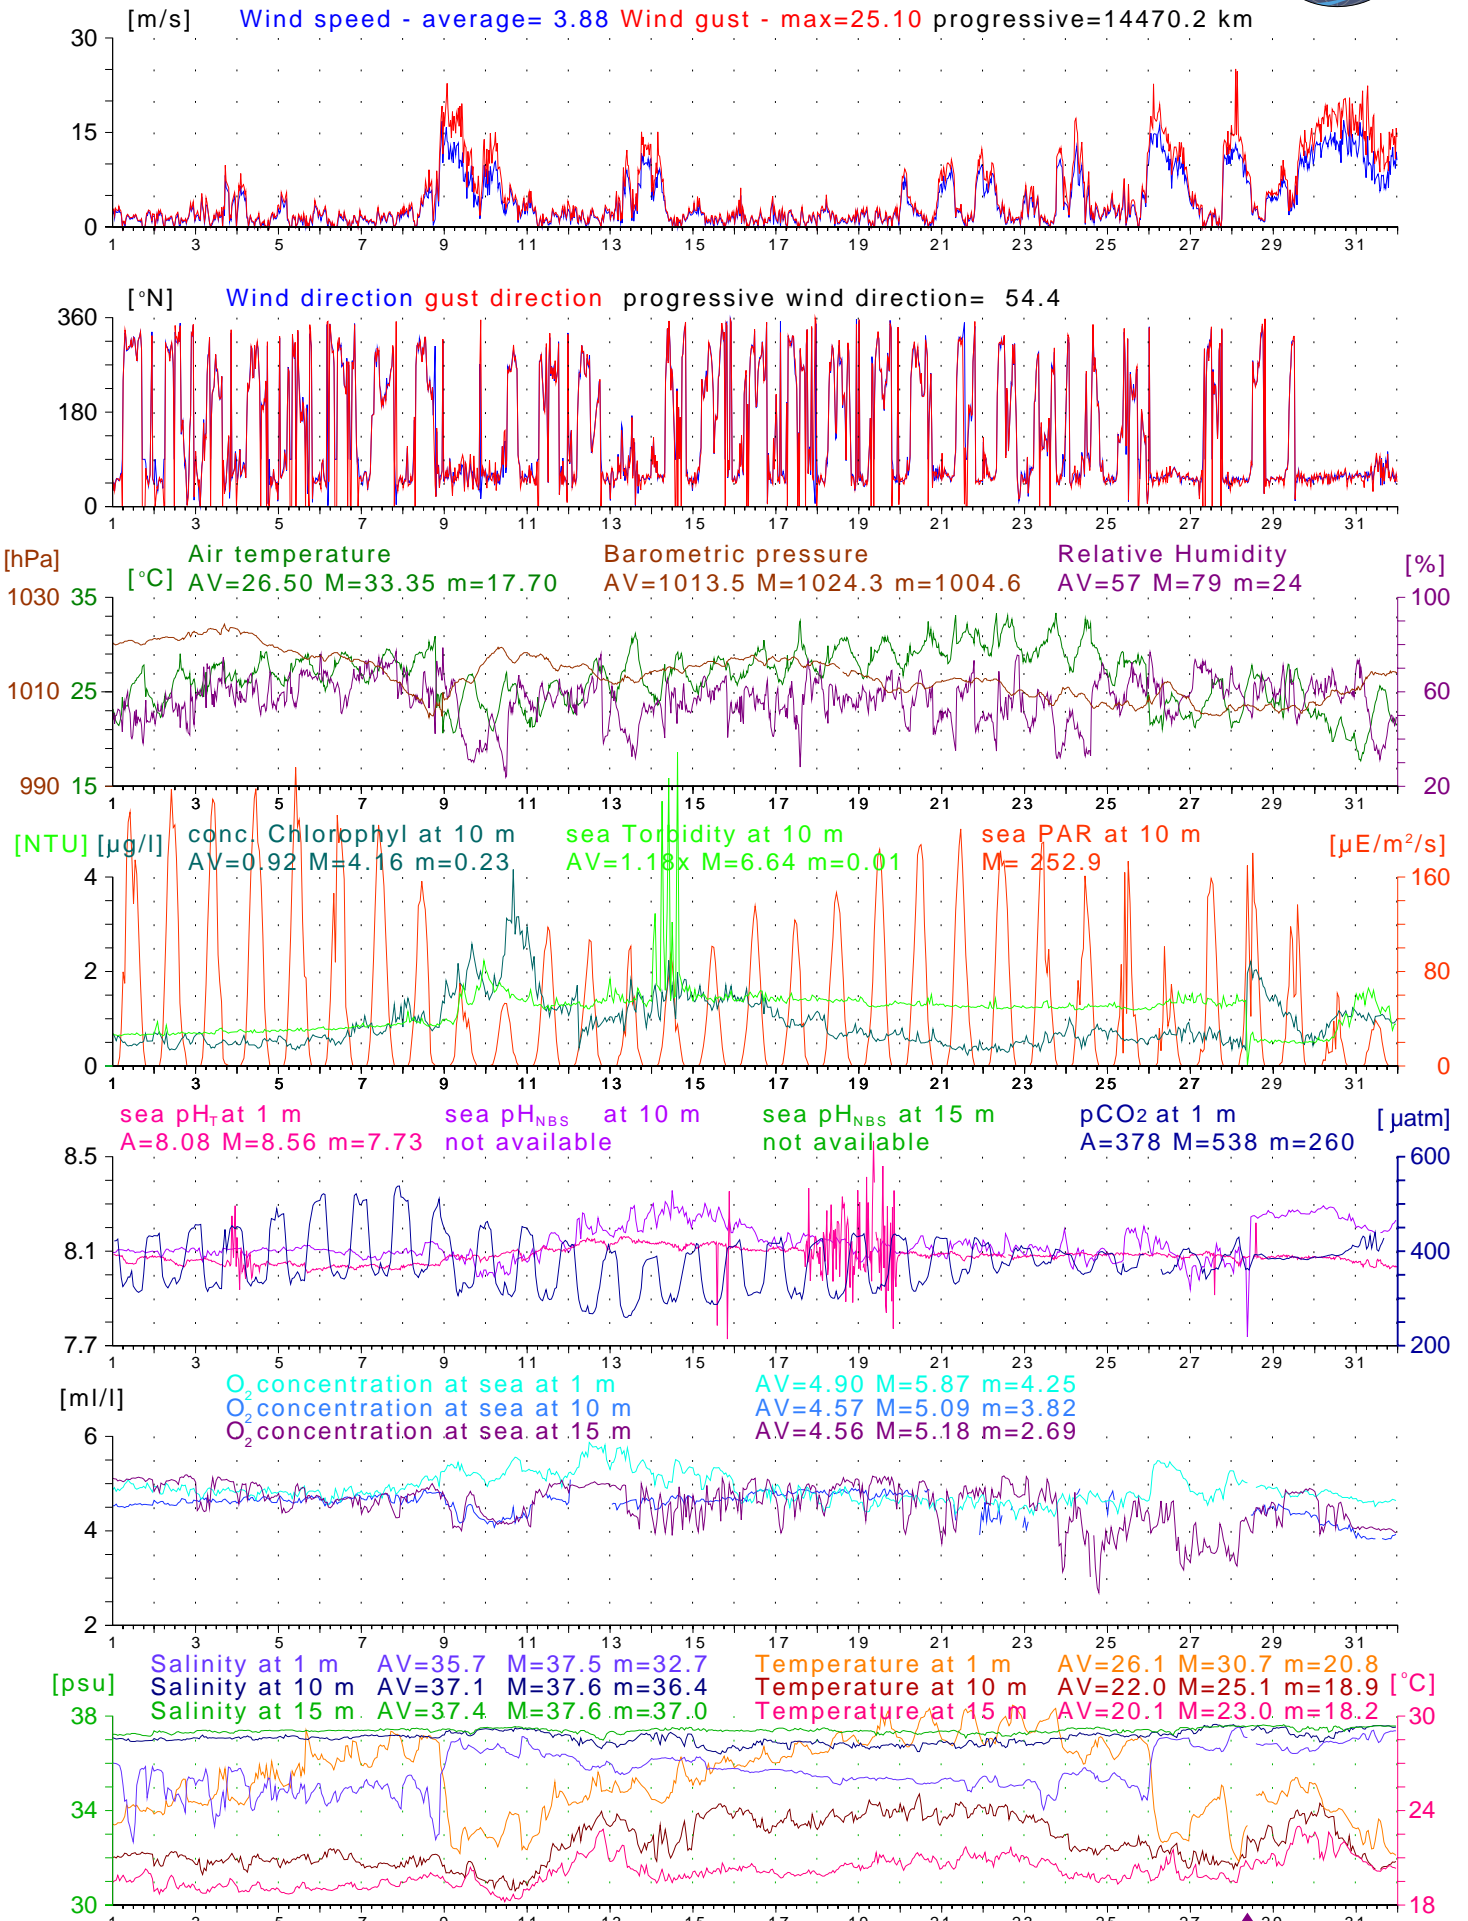 [m/s] Wind speed - average= 3.88 Wind gust - max=25.10 progressive=14470.2 km
30
15
0
1 3 5 7 9 11 13 15 17 19 21 23 25 27 29 31
[°N] Wind direction gust direction progressive wind direction= 54.4
360
180
0
1 3 5 7 9 11 13 15 17 19 21 23 25 27 29 31
[hPa] Air temperature Barometric pressure Relative Humidity [%]
[°C] AV=26.50 M=33.35 m=17.70 AV=1013.5 M=1024.3 m=1004.6 AV=57 M=79 m=24
1030 35 100
1010 25 60
990 15 20
1 3 5 7 9 11 13 15 17 19 21 23 25 27 29 31
[NTU] [µg/l] conc. Chlorophyl at 10 m sea Torbidity at 10 m sea PAR at 10 m [µE/m²/s]
AV=0.92 M=4.16 m=0.23 AV=1.18x M=6.64 m=0.01 M= 252.9
4 160
2 80
0 0
1 3 5 7 9 11 13 15 17 19 21 23 25 27 29 31
sea pHT at 1 m sea pHNBS at 10 m sea pHNBS at 15 m pCO2 at 1 m [µatm]
A=8.08 M=8.56 m=7.73 not available not available A=378 M=538 m=260
8.5 600
8.1 400
7.7 200
1 3 5 7 9 11 13 15 17 19 21 23 25 27 29 31
[ml/l] O2 concentration at sea at 1 m AV=4.90 M=5.87 m=4.25
O2 concentration at sea at 10 m AV=4.57 M=5.09 m=3.82
O2 concentration at sea at 15 m AV=4.56 M=5.18 m=2.69
6
4
2
1 3 5 7 9 11 13 15 17 19 21 23 25 27 29 31
Salinity at 1 m AV=35.7 M=37.5 m=32.7 Temperature at 1 m AV=26.1 M=30.7 m=20.8
[psu] Salinity at 10 m AV=37.1 M=37.6 m=36.4 Temperature at 10 m AV=22.0 M=25.1 m=18.9 [°C]
Salinity at 15 m AV=37.4 M=37.6 m=37.0 Temperature at 15 m AV=20.1 M=23.0 m=18.2
38 30
34 24
30 18
1 3 5 7 9 11 13 15 17 19 21 23 25 27 29 31